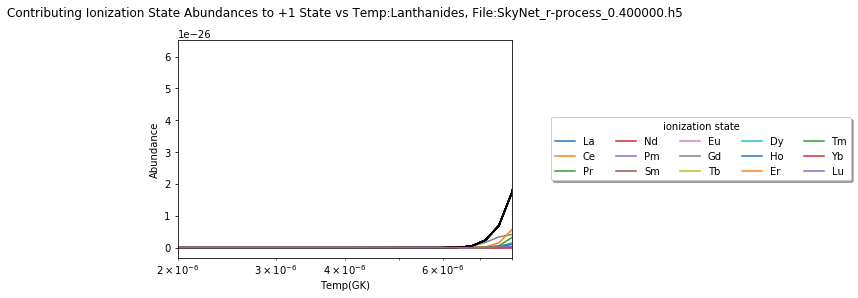 Contributing Ionization State Abundances to +1 State vs Temp:Lanthanides, File:SkyNet_r-process_0.400000.h5
1e−26
6
5
4
3
2
1
0
Abundance
2 × 10⁻⁶ 3 × 10⁻⁶ 4 × 10⁻⁶ 6 × 10⁻⁶
Temp(GK)
ionization state
La Nd Eu Dy Tm
Ce Pm Gd Ho Yb
Pr Sm Tb Er Lu